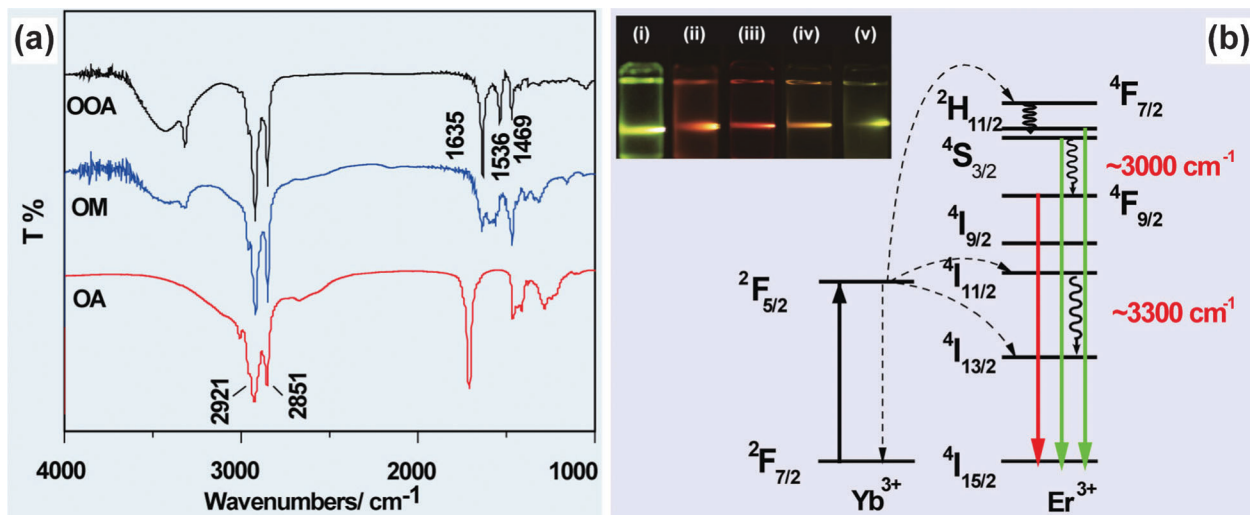 (a)
OOA
OM
OA
1635
1536
1469
2921
2851
T %
4000
3000
2000
1000
Wavenumbers/ cm⁻¹
(b)
(i)
(ii)
(iii)
(iv)
(v)
⁴F₇/₂
²H₁₁/₂
⁴S₃/₂
~3000 cm⁻¹
⁴F₉/₂
⁴I₉/₂
²F₅/₂
⁴I₁₁/₂
~3300 cm⁻¹
⁴I₁₃/₂
²F₇/₂
⁴I₁₅/₂
Yb³⁺
Er³⁺